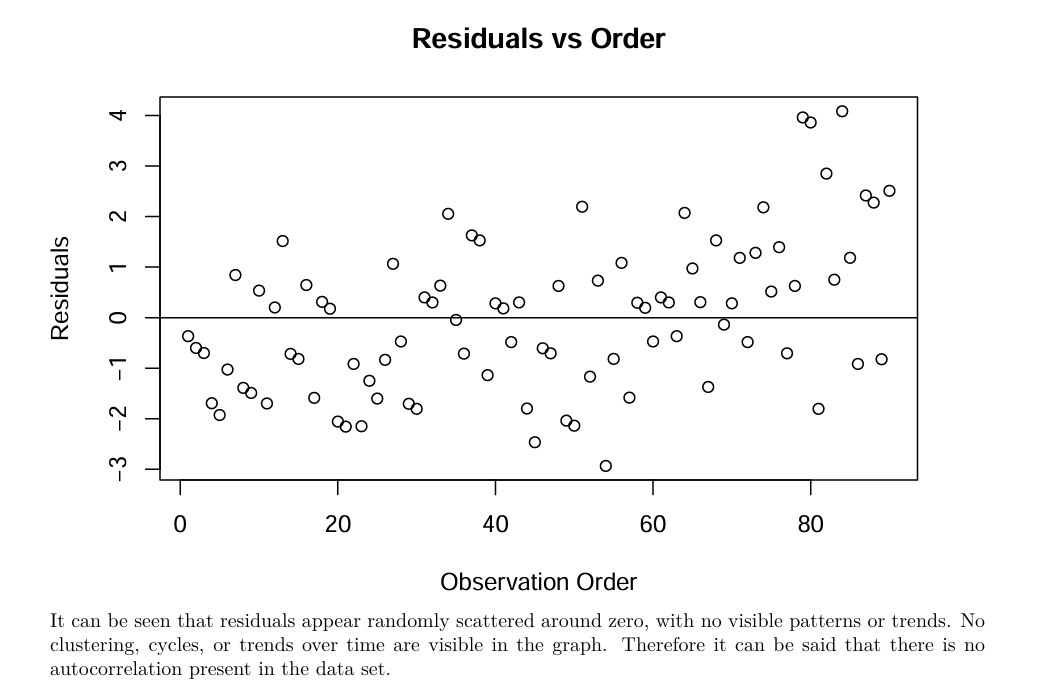 Residuals vs Order
Residuals
4
3
2
1
0
−1
−2
−3
0 20 40 60 80
Observation Order
It can be seen that residuals appear randomly scattered around zero, with no visible patterns or trends. No
clustering, cycles, or trends over time are visible in the graph. Therefore it can be said that there is no
autocorrelation present in the data set.